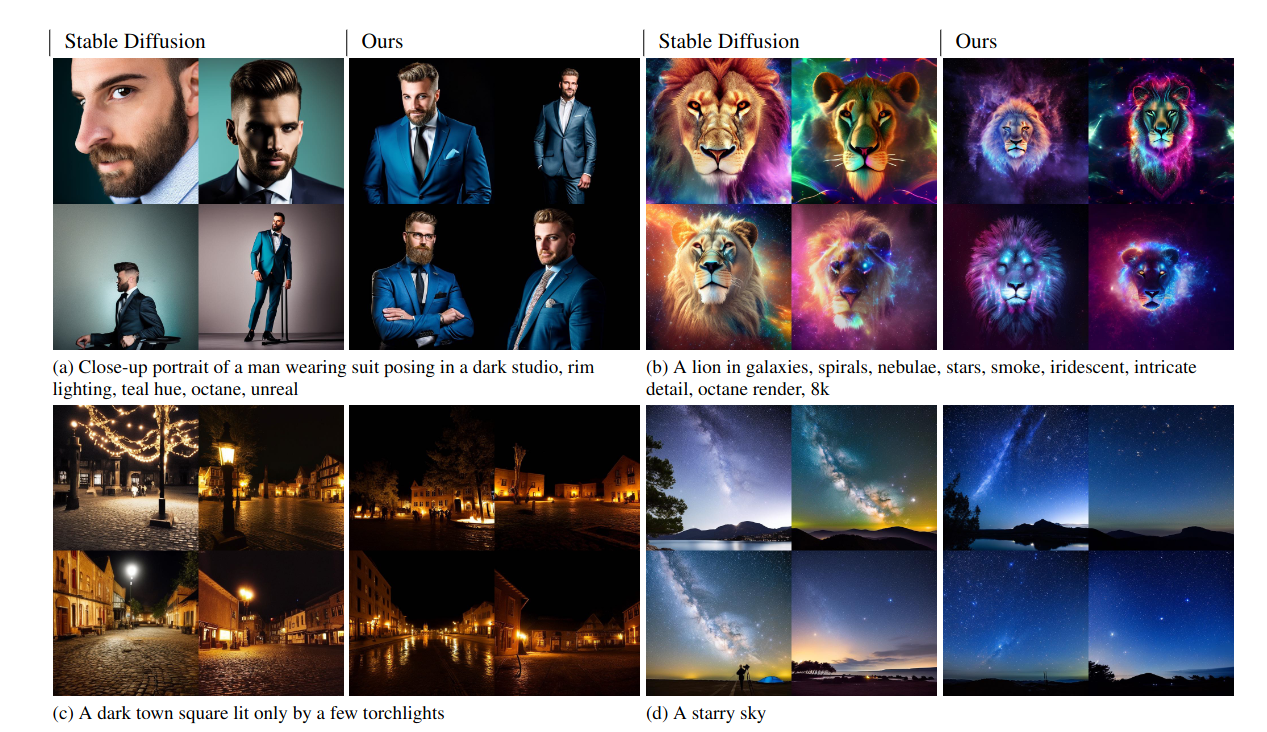 Stable Diffusion
Ours
Stable Diffusion
Ours
(a) Close-up portrait of a man wearing suit posing in a dark studio, rim
lighting, teal hue, octane, unreal
(b) A lion in galaxies, spirals, nebulae, stars, smoke, iridescent, intricate
detail, octane render, 8k
(c) A dark town square lit only by a few torchlights
(d) A starry sky